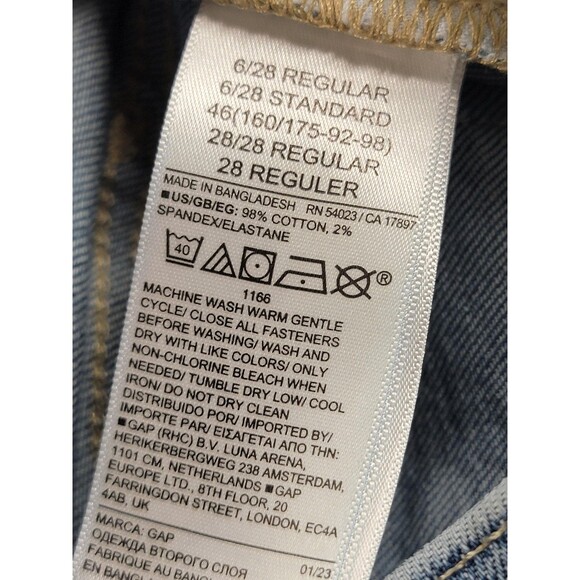 6/28 REGULAR
6/28 STANDARD
46(160/175-92-98)
28/28 REGULAR
28 REGULER
MADE IN BANGLADESH RN 54023 / CA 17897
■US/GB/EG: 98% COTTON, 2%
SPANDEX/ELASTANE
40
®
1166
MACHINE WASH WARM GENTLE
CYCLE/ CLOSE ALL FASTENERS
BEFORE WASHING/ WASH AND
DRY WITH LIKE COLORS/ ONLY
NON-CHLORINE BLEACH WHEN
NEEDED/ TUMBLE DRY LOW/ COOL
IRON/ DO NOT DRY CLEAN
DISTRIBUIDO POR/ IMPORTED BY/
IMPORTE PAR/ ΕΙΣΑΓΕΤΑΙ ΑΠΟ ΤΗΝ:
■GAP (RHC) B.V. LUNA ARENA,
HERIKERBERGWEG 238 AMSTERDAM,
1101 CM, NETHERLANDS ■GAP
EUROPE LTD., 8TH FLOOR, 20
FARRINGDON STREET, LONDON, EC4A
4AB, UK
MARCA: GAP 01/23
ОДЕЖДА ВТОРОГО СЛОЯ
FABRIQUE AU BANGLADESH
EN BANGLADESH